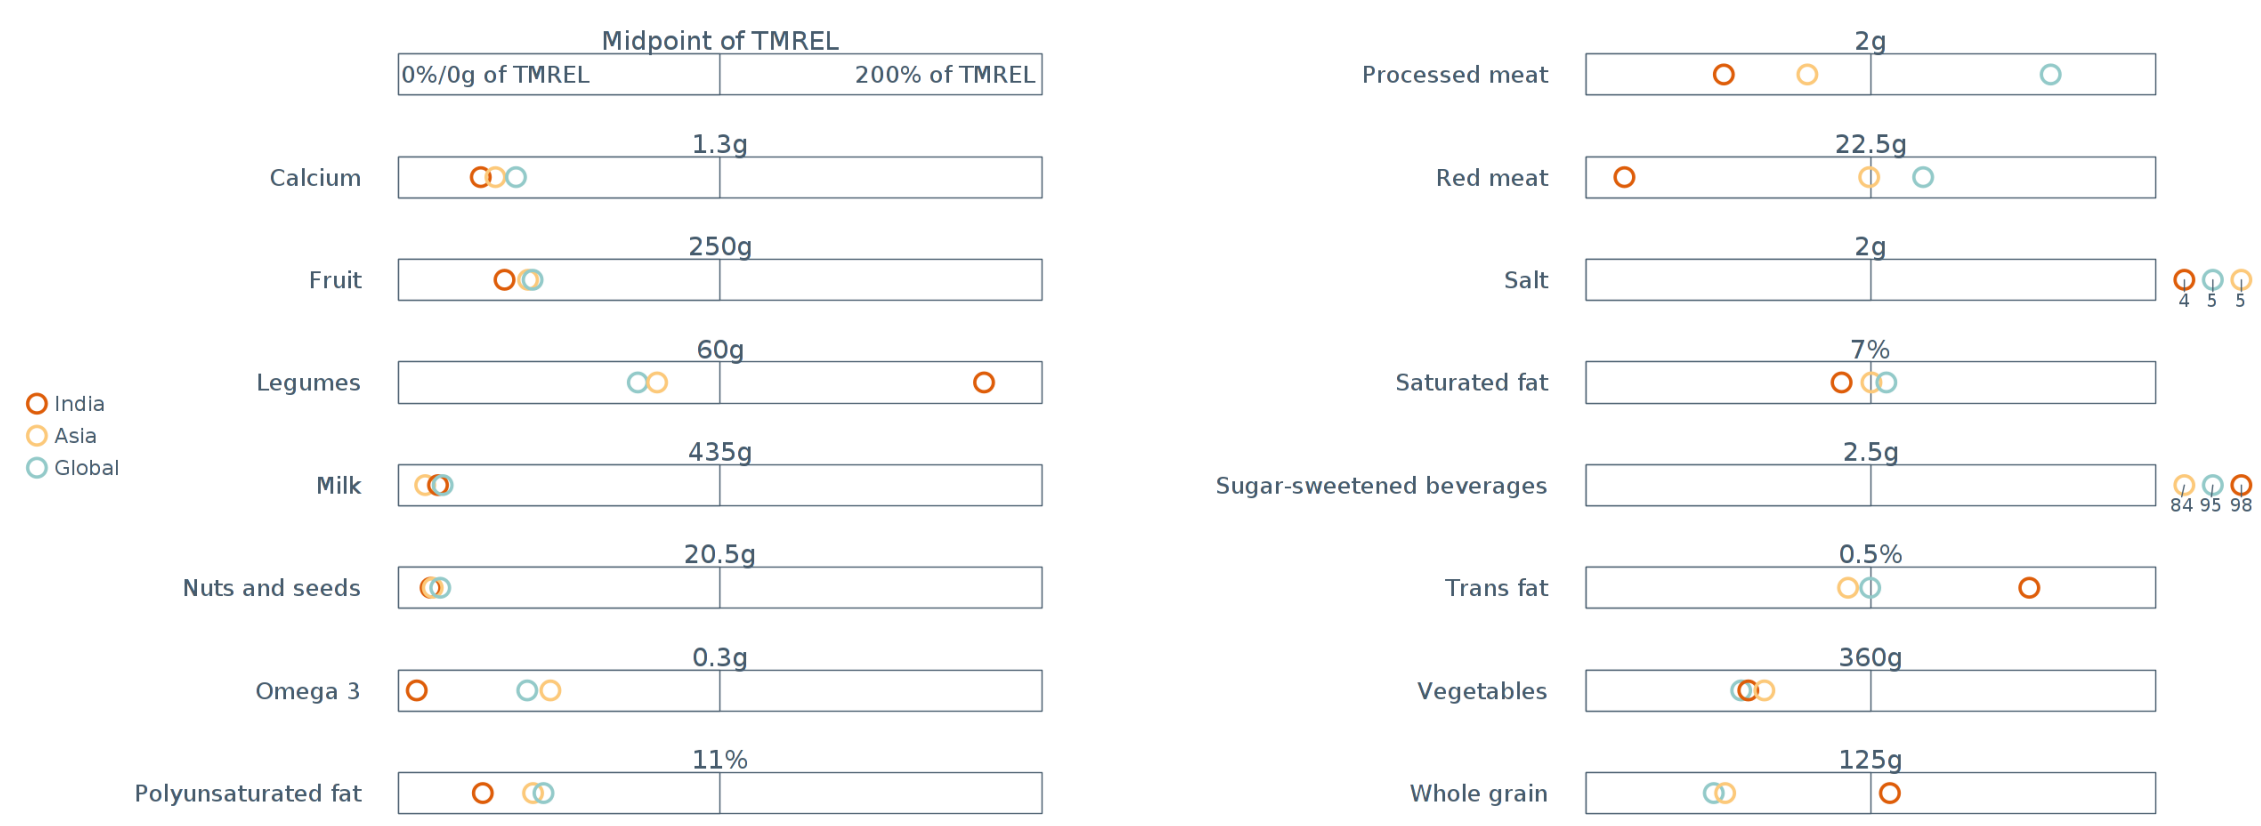 Midpoint of TMREL
0%/0g of TMREL 200% of TMREL
1.3g
Calcium
250g
Fruit
60g
Legumes
435g
Milk
20.5g
Nuts and seeds
0.3g
Omega 3
11%
Polyunsaturated fat
India
Asia
Global
2g
Processed meat
22.5g
Red meat
2g
Salt
4 5 5
7%
Saturated fat
2.5g
Sugar-sweetened beverages
84 95 98
0.5%
Trans fat
360g
Vegetables
125g
Whole grain